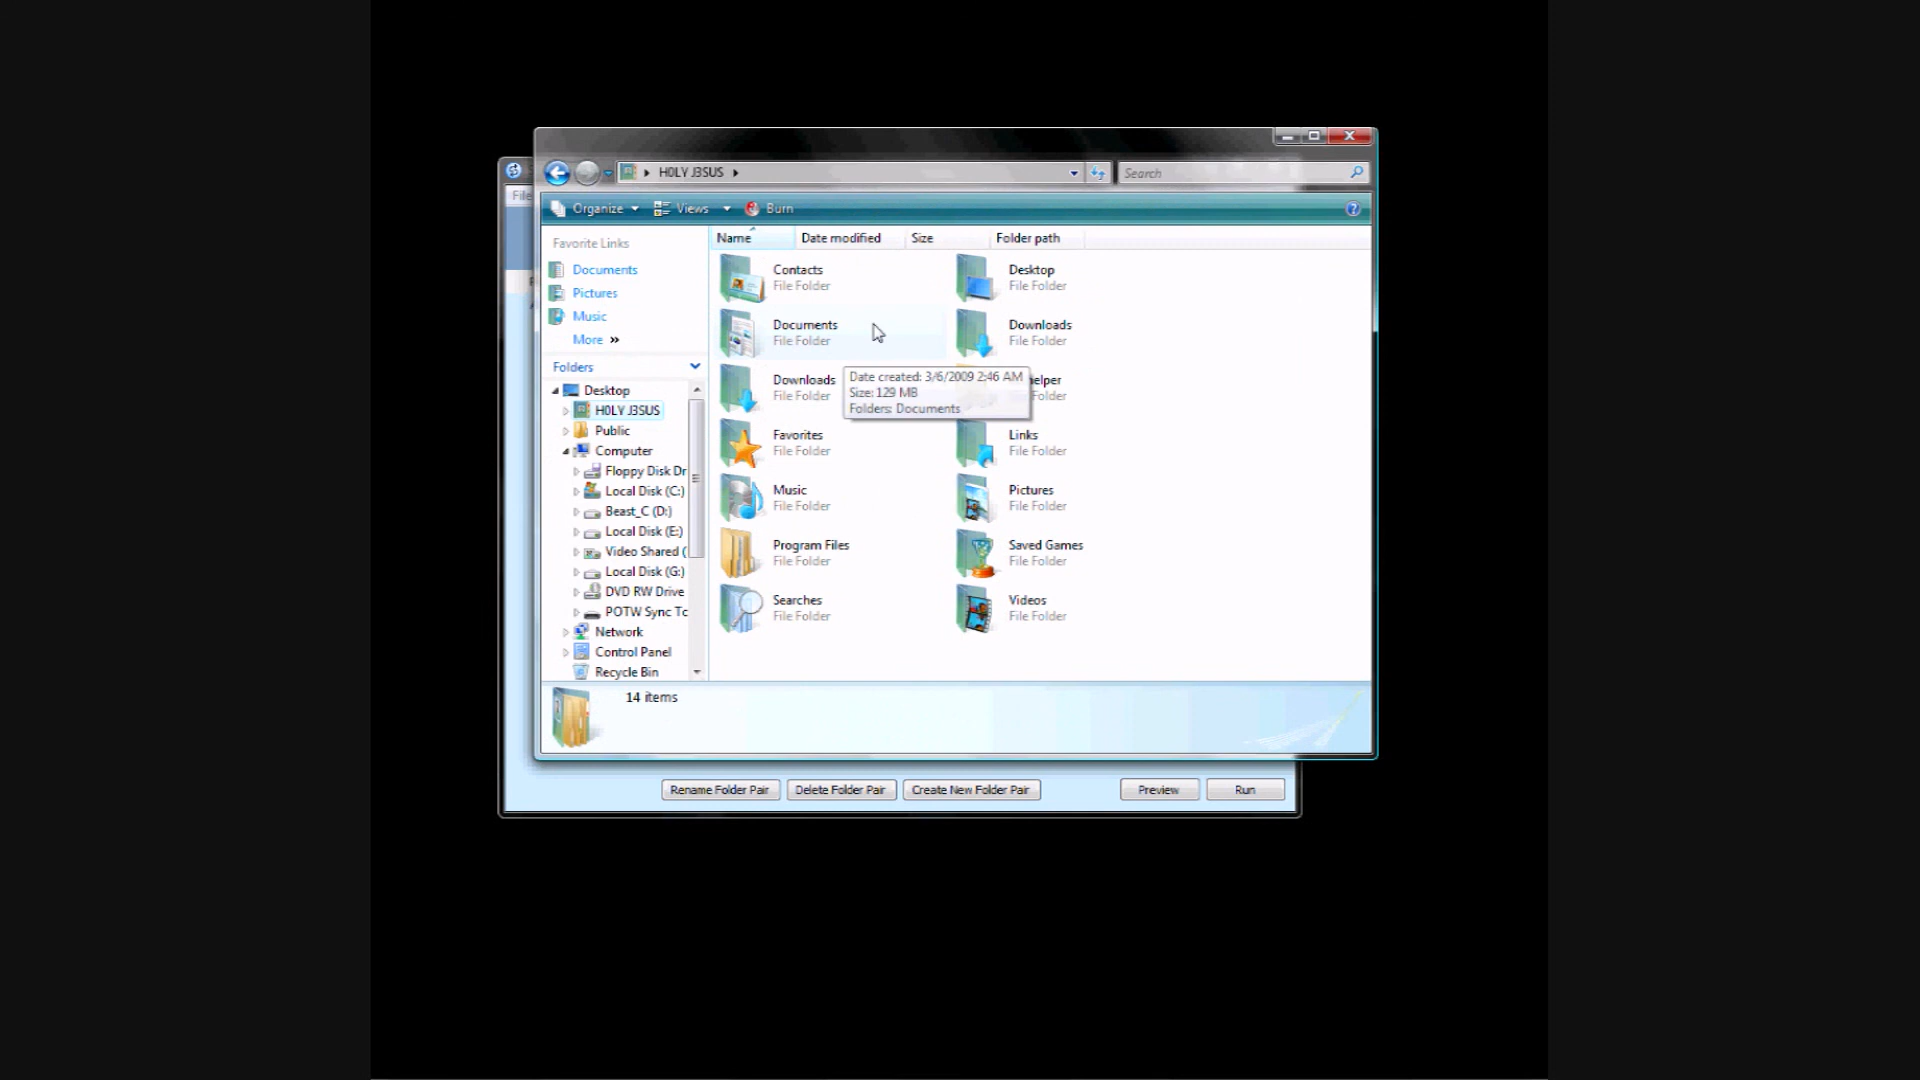 H0LY J3SUS
Search
File
Organize
Views
Burn
Favorite Links
Documents
Pictures
Music
More »
Folders
Desktop
H0LY J3SUS
Public
Computer
Floppy Disk Dr
Local Disk (C:)
Beast_C (D:)
Local Disk (E:)
Video Shared (
Local Disk (G:)
DVD RW Drive
POTW Sync Tc
Network
Control Panel
Recycle Bin
Name
Date modified
Size
Folder path
Contacts
File Folder
Desktop
File Folder
Documents
File Folder
Downloads
File Folder
Downloads
File Folder
elper
Folder
Date created: 3/6/2009 2:46 AM
Size: 129 MB
Folders: Documents
Favorites
File Folder
Links
File Folder
Music
File Folder
Pictures
File Folder
Program Files
File Folder
Saved Games
File Folder
Searches
File Folder
Videos
File Folder
14 items
Rename Folder Pair
Delete Folder Pair
Create New Folder Pair
Preview
Run